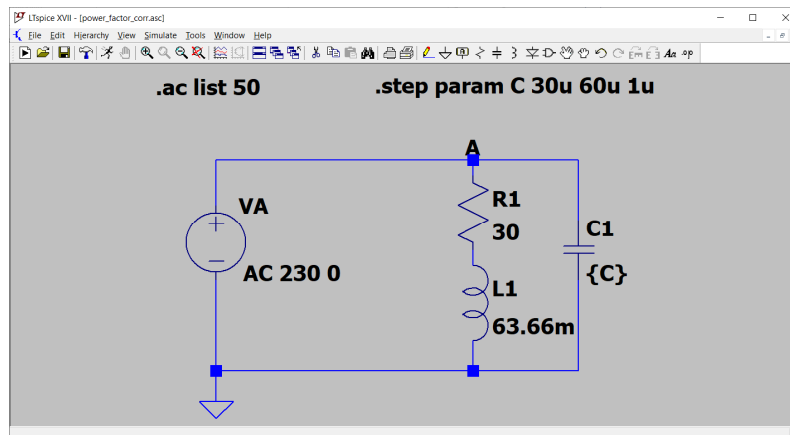 LTspice XVII - [power_factor_corr.asc]
File Edit Hierarchy View Simulate Tools Window Help
.ac list 50
.step param C 30u 60u 1u
A
VA
AC 230 0
R1
30
L1
63.66m
C1
{C}